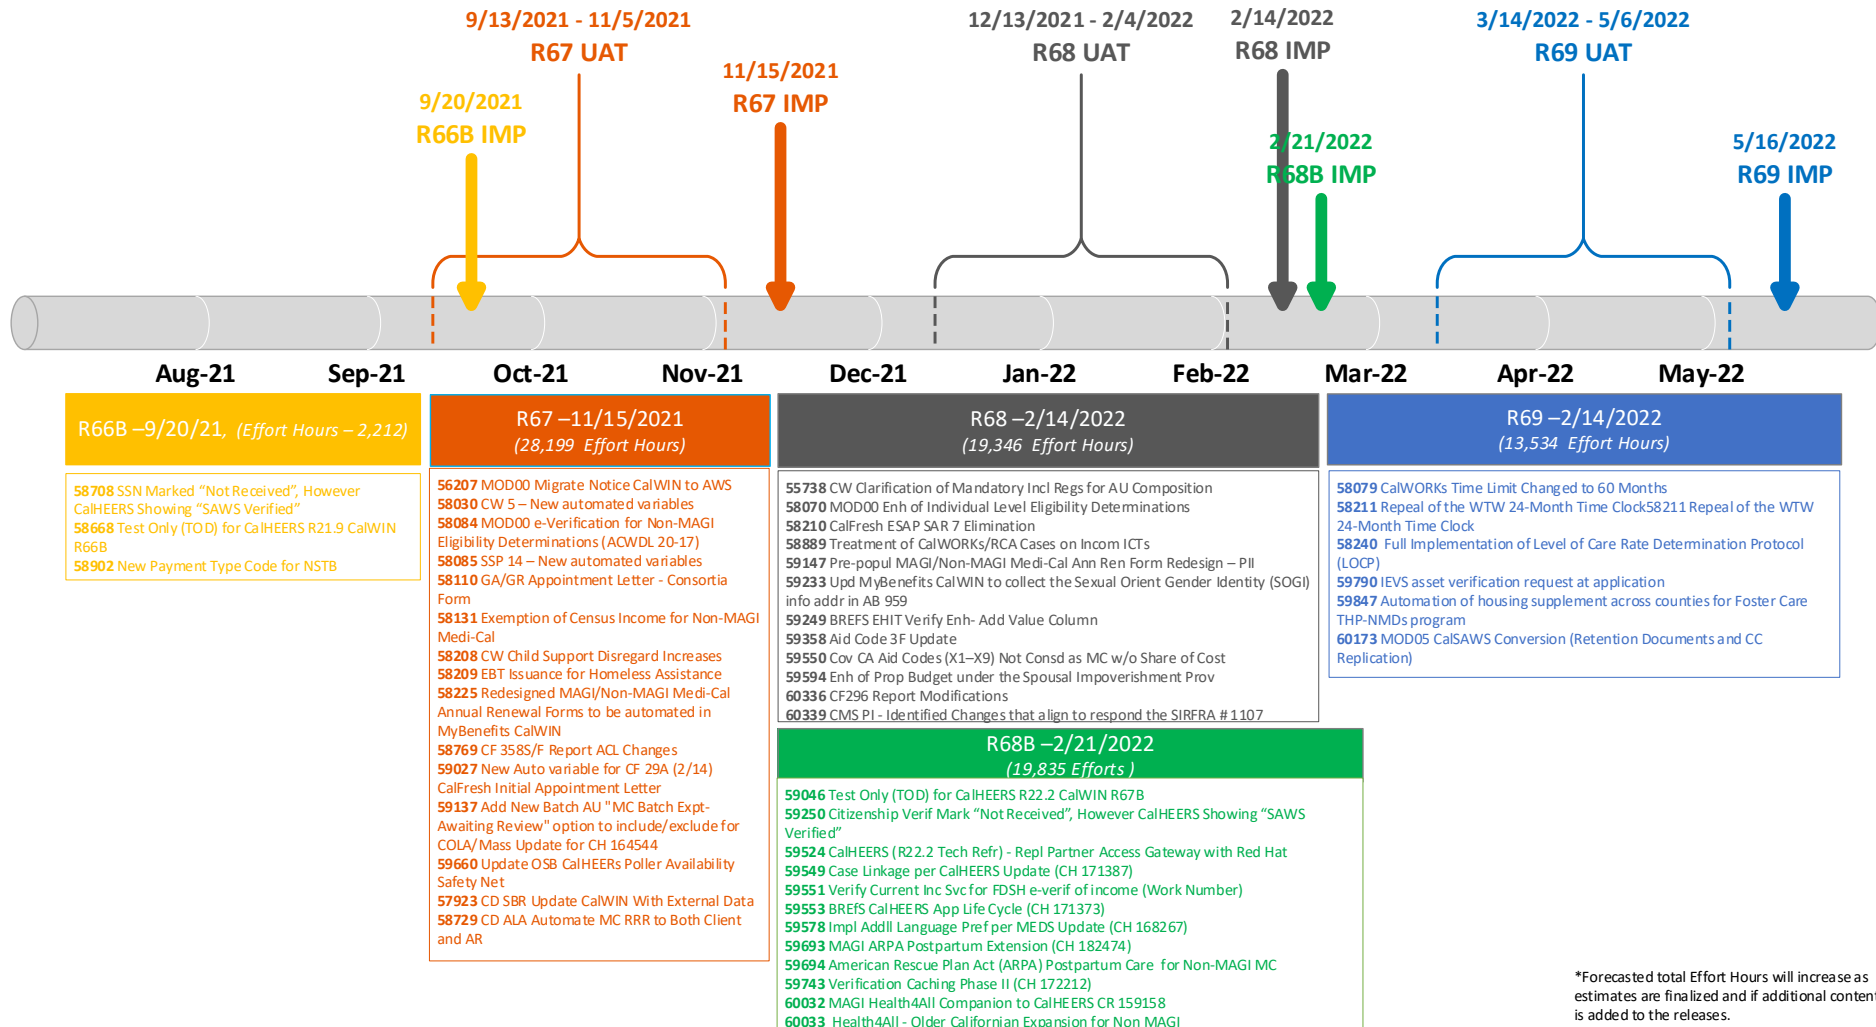 9/13/2021 - 11/5/2021
R67 UAT
12/13/2021 - 2/4/2022
R68 UAT
2/14/2022
R68 IMP
3/14/2022 - 5/6/2022
R69 UAT
11/15/2021
R67 IMP
9/20/2021
R66B IMP
2/21/2022
R68B IMP
5/16/2022
R69 IMP
Aug-21
Sep-21
Oct-21
Nov-21
Dec-21
Jan-22
Feb-22
Mar-22
Apr-22
May-22
R66B –9/20/21, (Effort Hours – 2,212)
58708 SSN Marked “Not Received”, However
CalHEERS Showing “SAWS Verified”
58668 Test Only (TOD) for CalHEERS R21.9 CalWIN
R66B
58902 New Payment Type Code for NSTB
R67 –11/15/2021
(28,199 Effort Hours)
56207 MOD00 Migrate Notice CalWIN to AWS
58030 CW 5 – New automated variables
58084 MOD00 e-Verification for Non-MAGI
Eligibility Determinations (ACWDL 20-17)
58085 SSP 14 – New automated variables
58110 GA/GR Appointment Letter - Consortia
Form
58131 Exemption of Census Income for Non-MAGI
Medi-Cal
58208 CW Child Support Disregard Increases
58209 EBT Issuance for Homeless Assistance
58225 Redesigned MAGI/Non-MAGI Medi-Cal
Annual Renewal Forms to be automated in
MyBenefits CalWIN
58769 CF 358S/F Report ACL Changes
59027 New Auto variable for CF 29A (2/14)
CalFresh Initial Appointment Letter
59137 Add New Batch AU "MC Batch Expt-
Awaiting Review" option to include/exclude for
COLA/Mass Update for CH 164544
59660 Update OSB CalHEERs Poller Availability
Safety Net
57923 CD SBR Update CalWIN With External Data
58729 CD ALA Automate MC RRR to Both Client
and AR
R68 –2/14/2022
(19,346 Effort Hours)
55738 CW Clarification of Mandatory Incl Regs for AU Composition
58070 MOD00 Enh of Individual Level Eligibility Determinations
58210 CalFresh ESAP SAR 7 Elimination
58889 Treatment of CalWORKs/RCA Cases on Incom ICTs
59147 Pre-popul MAGI/Non-MAGI Medi-Cal Ann Ren Form Redesign – PII
59233 Upd MyBenefits CalWIN to collect the Sexual Orient Gender Identity (SOGI)
info addr in AB 959
59249 BREFS EHIT Verify Enh- Add Value Column
59358 Aid Code 3F Update
59550 Cov CA Aid Codes (X1–X9) Not Consd as MC w/o Share of Cost
59594 Enh of Prop Budget under the Spousal Impoverishment Prov
60336 CF296 Report Modifications
60339 CMS PI - Identified Changes that align to respond the SIRFRA # 1107
R68B –2/21/2022
(19,835 Efforts )
59046 Test Only (TOD) for CalHEERS R22.2 CalWIN R67B
59250 Citizenship Verif Mark “Not Received”, However CalHEERS Showing “SAWS
Verified”
59524 CalHEERS (R22.2 Tech Refr) - Repl Partner Access Gateway with Red Hat
59549 Case Linkage per CalHEERS Update (CH 171387)
59551 Verify Current Inc Svc for FDSH e-verif of income (Work Number)
59553 BREfS CalHEERS App Life Cycle (CH 171373)
59578 Impl Addll Language Pref per MEDS Update (CH 168267)
59693 MAGI ARPA Postpartum Extension (CH 182474)
59694 American Rescue Plan Act (ARPA) Postpartum Care for Non-MAGI MC
59743 Verification Caching Phase II (CH 172212)
60032 MAGI Health4All Companion to CalHEERS CR 159158
60033 Health4All - Older Californian Expansion for Non MAGI
R69 –2/14/2022
(13,534 Effort Hours)
58079 CalWORKs Time Limit Changed to 60 Months
58211 Repeal of the WTW 24-Month Time Clock58211 Repeal of the WTW
24-Month Time Clock
58240 Full Implementation of Level of Care Rate Determination Protocol
(LOCP)
59790 IEVS asset verification request at application
59847 Automation of housing supplement across counties for Foster Care
THP-NMDs program
60173 MOD05 CalSAWS Conversion (Retention Documents and CC
Replication)
*Forecasted total Effort Hours will increase as
estimates are finalized and if additional content
is added to the releases.